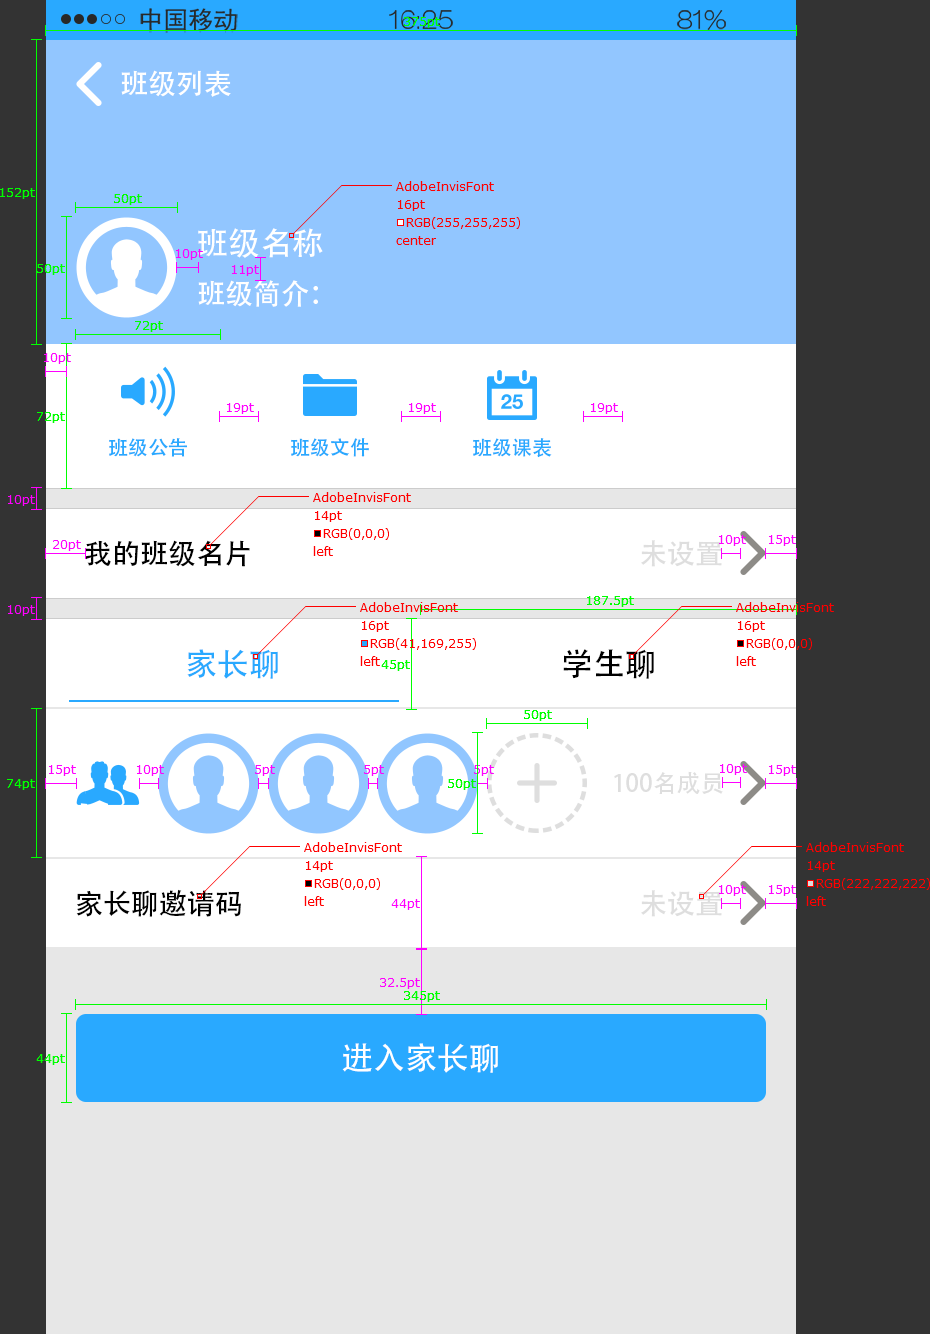 中国移动 16:25 81%
班级列表
152pt
50pt
AdobeInvisFont
16pt
RGB(255,255,255)
center
班级名称
10pt
11pt
50pt
班级简介：
72pt
10pt
72pt
19pt 19pt 19pt
25
班级公告 班级文件 班级课表
10pt
AdobeInvisFont
14pt
RGB(0,0,0)
left
20pt
我的班级名片 未设置
10pt 15pt
10pt
187.5pt
AdobeInvisFont
16pt
RGB(41,169,255)
left
AdobeInvisFont
16pt
RGB(0,0,0)
left
45pt
家长聊 学生聊
50pt
74pt
15pt 10pt 5pt 5pt 5pt
50pt
100名成员
10pt 15pt
AdobeInvisFont
14pt
RGB(0,0,0)
left
AdobeInvisFont
14pt
RGB(222,222,222)
left
家长聊邀请码 未设置
44pt
10pt 15pt
32.5pt
345pt
44pt
进入家长聊